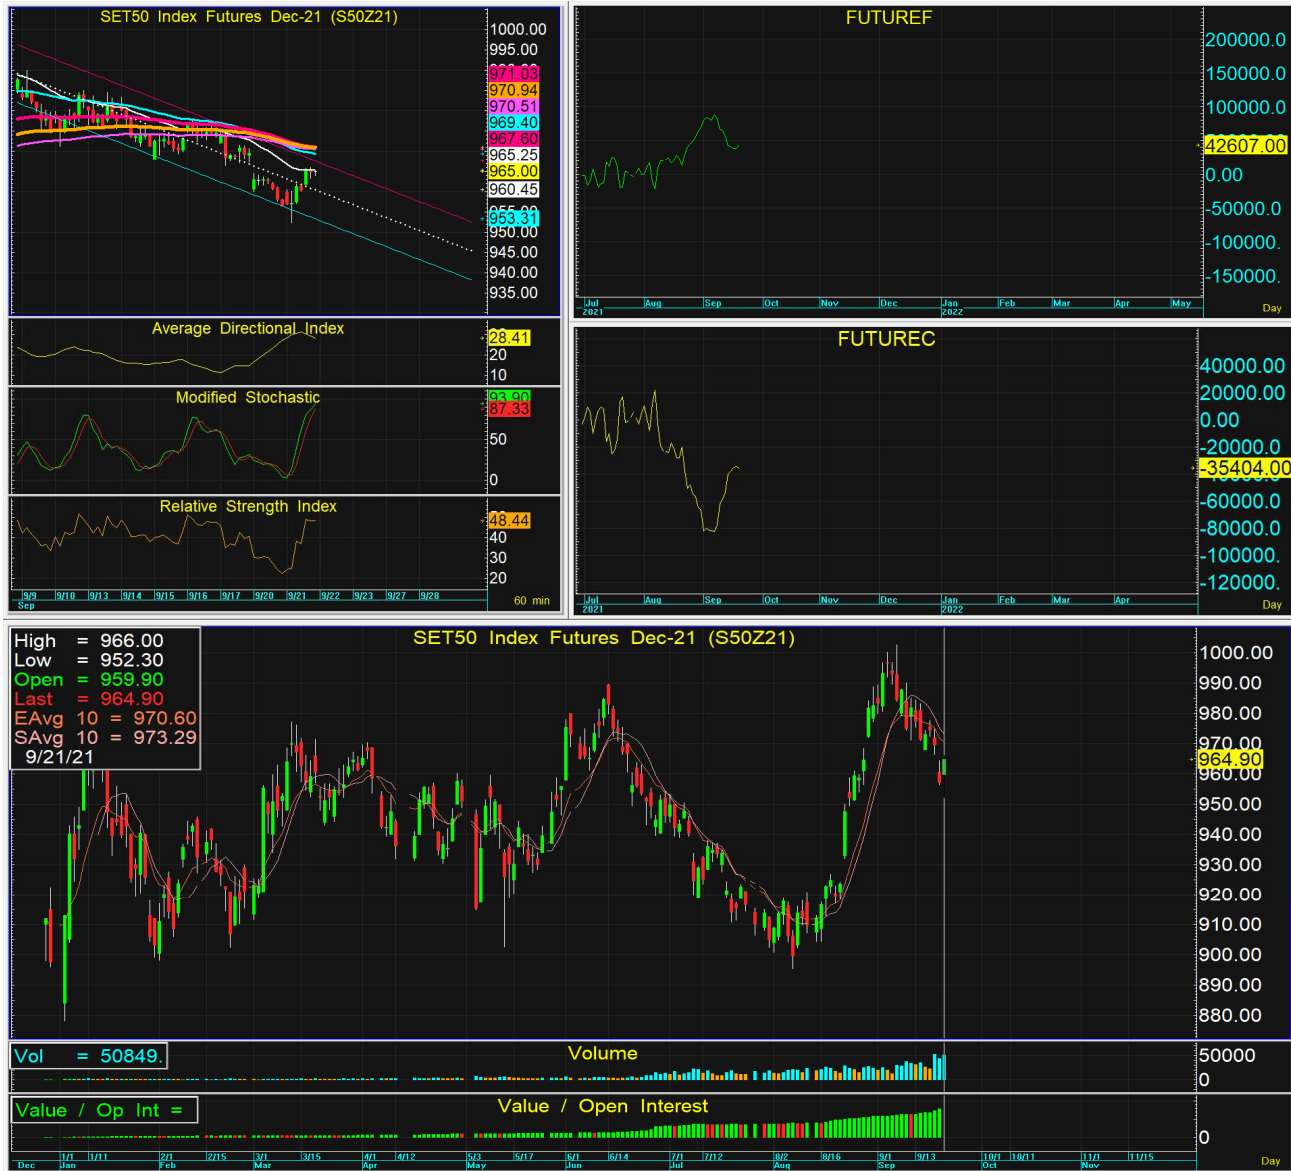 SET50 Index Futures Dec-21 (S50Z21)
1000.00
995.00
971.03
970.94
970.51
969.40
967.60
965.25
965.00
960.45
953.31
950.00
945.00
940.00
935.00
Average Directional Index
28.41
20
10
Modified Stochastic
93.90
87.33
50
0
Relative Strength Index
48.44
40
30
20
9/9 9/10 9/13 9/14 9/15 9/16 9/17 9/20 9/21 9/22 9/23 9/27 9/28
Sep
60 min
FUTUREF
200000.0
150000.0
100000.0
42607.00
0.00
-50000.0
-100000.
-150000.
Jul Aug Sep Oct Nov Dec Jan Feb Mar Apr May
2021 2022
Day
FUTUREC
40000.00
20000.00
0.00
-20000.0
-35404.00
-60000.0
-80000.0
-100000.
-120000.
Jul Aug Sep Oct Nov Dec Jan Feb Mar Apr
2021 2022
Day
SET50 Index Futures Dec-21 (S50Z21)
High = 966.00
Low = 952.30
Open = 959.90
Last = 964.90
EAvg 10 = 970.60
SAvg 10 = 973.29
9/21/21
1000.00
990.00
980.00
970.00
964.90
960.00
950.00
940.00
930.00
920.00
910.00
900.00
890.00
880.00
Vol = 50849.
Volume
50000
0
Value / Op Int =
Value / Open Interest
0
1/1 1/11 2/1 2/15 3/1 3/15 4/1 4/12 5/3 5/17 6/1 6/14 7/1 7/12 8/2 8/16 9/1 9/13 10/1 10/11 11/1 11/15
Dec Jan Feb Mar Apr May Jun Jul Aug Sep Oct Nov
Day